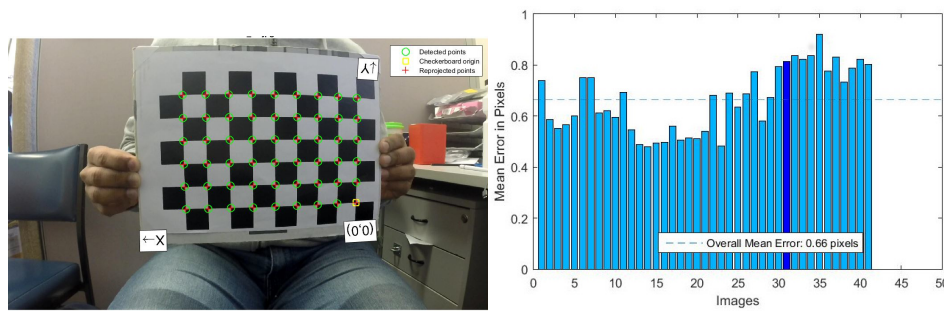 Detected points
Checkerboard origin
Reprojected points
↑Y
←X
(0,0)
Mean Error in Pixels
1
0.8
0.6
0.4
0.2
0
0 5 10 15 20 25 30 35 40 45 50
Overall Mean Error: 0.66 pixels
Images